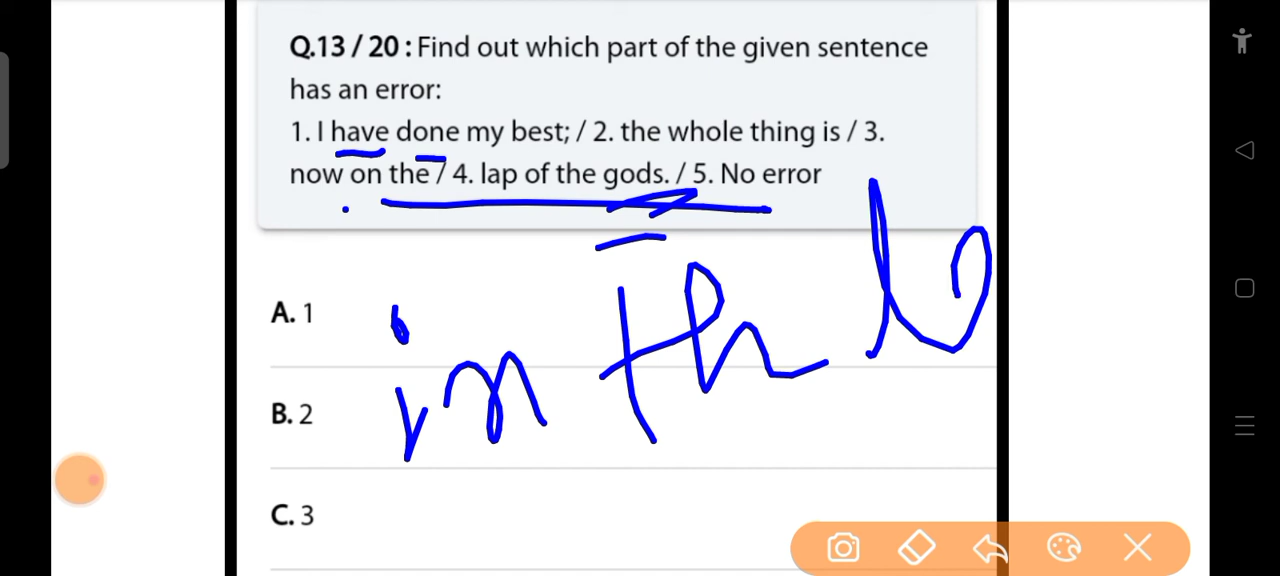 Q.13 / 20 : Find out which part of the given sentence
has an error:
1. I have done my best; / 2. the whole thing is / 3.
now on the / 4. lap of the gods. / 5. No error
A. 1
in th la
B. 2
C. 3